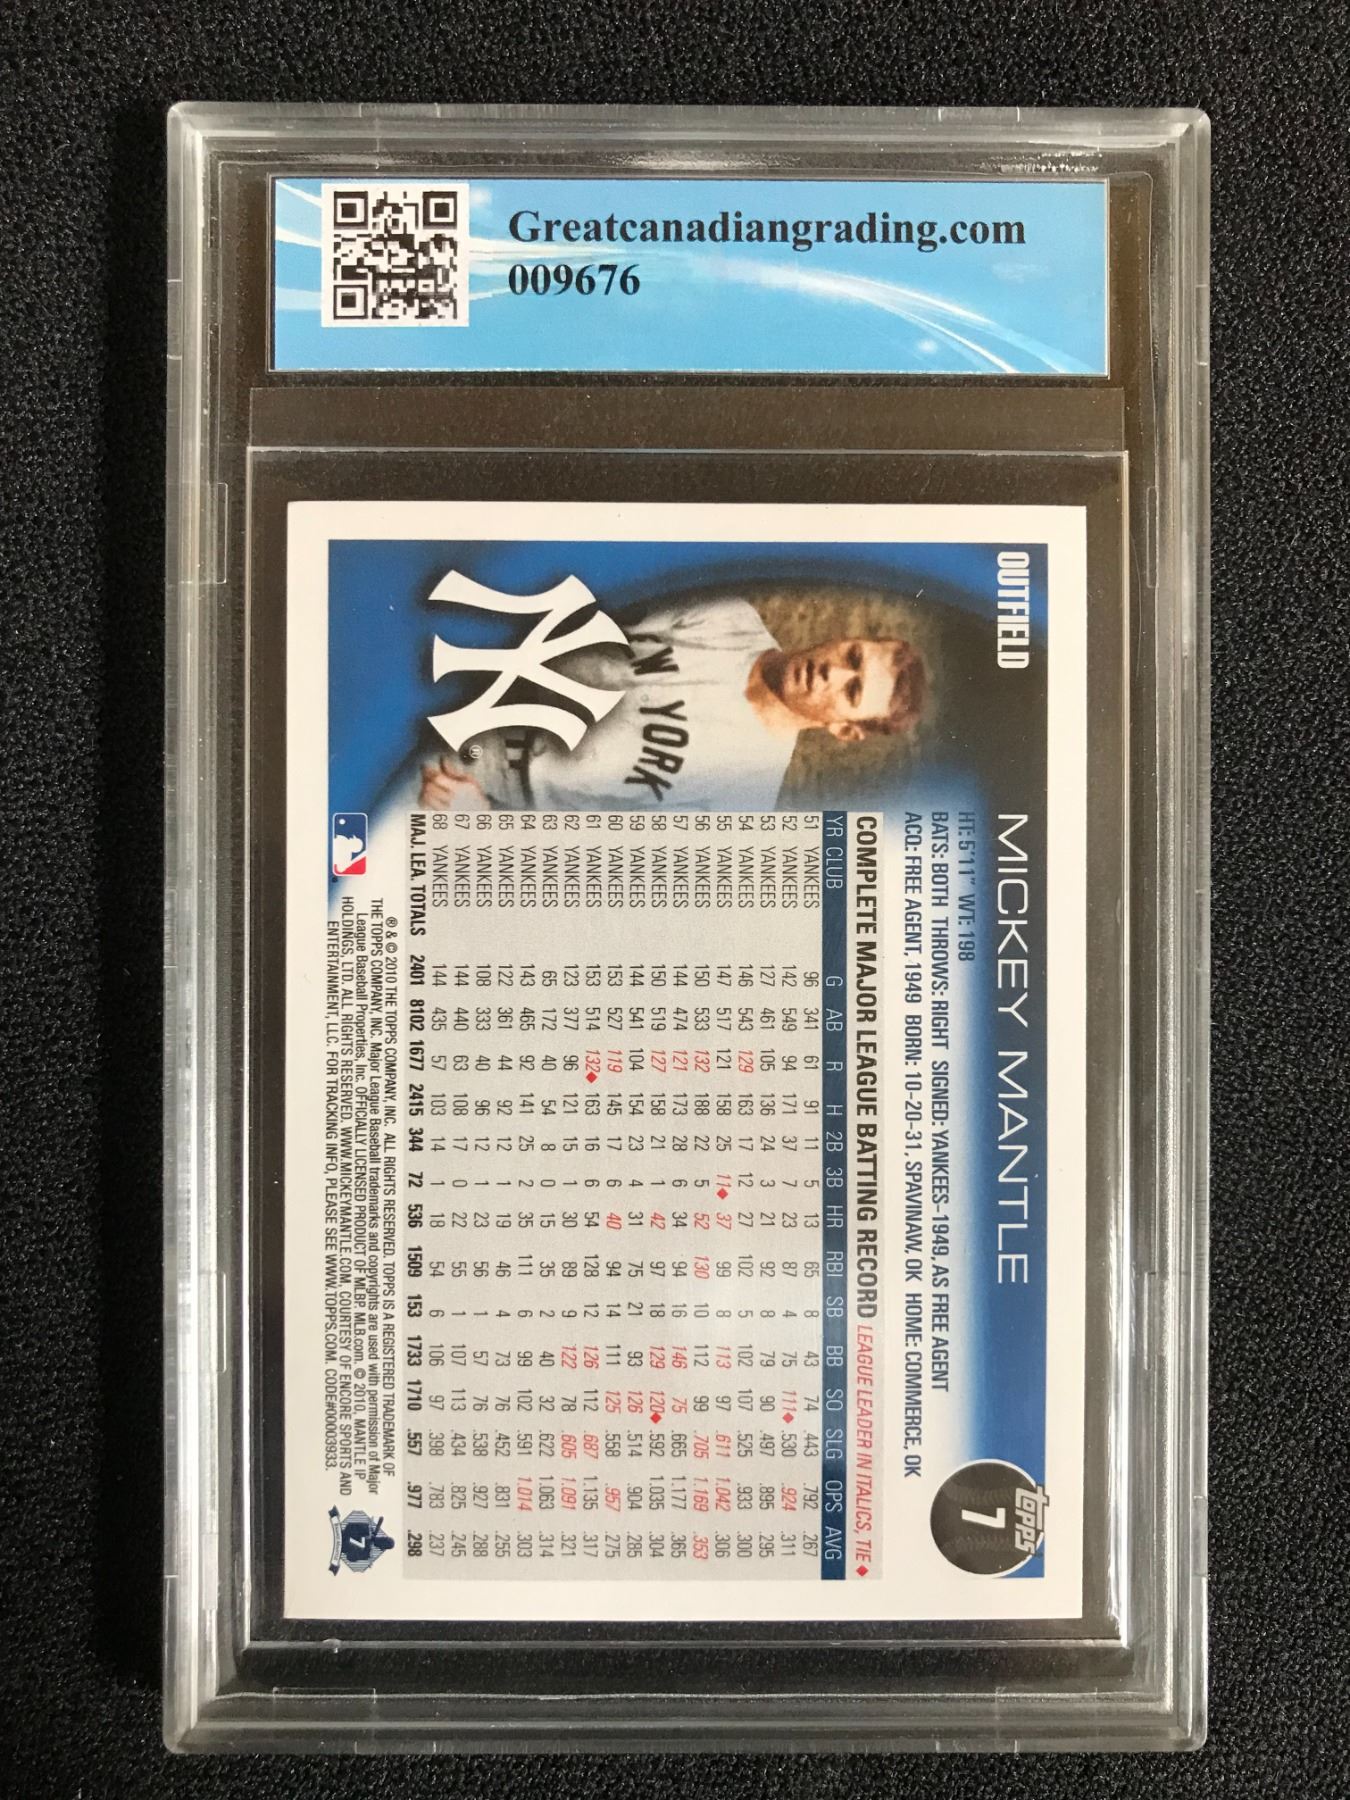 Greatcanadiangrading.com
009676
OUTFIELD
MICKEY MANTLE
topps
7
HT: 5'11" WT: 198
BATS: BOTH THROWS: RIGHT SIGNED: YANKEES-1949, AS FREE AGENT
ACQ: FREE AGENT, 1949 BORN: 10-20-31, SPAVINAW, OK HOME: COMMERCE, OK
COMPLETE MAJOR LEAGUE BATTING RECORD LEAGUE LEADER IN ITALICS, TIE ♦
YR CLUB G AB R H 2B 3B HR RBI SB BB SO SLG OPS AVG
51 YANKEES 96 341 61 91 11 5 13 65 8 43 74 .443 .792 .267
52 YANKEES 142 549 94 171 37 7 23 87 4 75 111♦ .530 .924 .311
53 YANKEES 127 461 105 136 24 3 21 92 8 79 90 .497 .895 .295
54 YANKEES 146 543 129 163 17 12 27 102 5 102 107 .525 .933 .300
55 YANKEES 147 517 121 158 25 11♦ 37 99 8 113 97 .611 1.042 .306
56 YANKEES 150 533 132 188 22 5 52 130 10 112 99 .705 1.169 .353
57 YANKEES 144 474 121 173 28 6 34 94 16 146 75 .665 1.177 .365
58 YANKEES 150 519 127 158 21 1 42 97 18 129 120♦ .592 1.035 .304
59 YANKEES 144 541 104 154 23 4 31 75 21 93 126 .514 .904 .285
60 YANKEES 153 527 119 145 17 6 40 94 14 111 125 .558 .957 .275
61 YANKEES 153 514 132♦ 163 16 6 54 128 12 126 112 .687 1.135 .317
62 YANKEES 123 377 96 121 15 1 30 89 9 122 78 .605 1.091 .321
63 YANKEES 65 172 40 54 8 0 15 35 2 40 32 .622 1.063 .314
64 YANKEES 143 465 92 141 25 2 35 111 6 99 102 .591 1.014 .303
65 YANKEES 122 361 44 92 12 1 19 46 4 73 76 .452 .831 .255
66 YANKEES 108 333 40 96 12 1 23 56 1 57 76 .538 .927 .288
67 YANKEES 144 440 63 108 17 0 22 55 1 107 113 .434 .825 .245
68 YANKEES 144 435 57 103 14 1 18 54 6 106 97 .398 .783 .237
MAJ. LEA. TOTALS 2401 8102 1677 2415 344 72 536 1509 153 1733 1710 .557 .977 .298
® & © 2010 THE TOPPS COMPANY, INC. ALL RIGHTS RESERVED. TOPPS IS A REGISTERED TRADEMARK OF
THE TOPPS COMPANY, INC. Major League Baseball trademarks and copyrights are used with permission of Major
League Baseball Properties, Inc. OFFICIALLY LICENSED PRODUCT OF MLBP. MLB.com. © 2010, MANTLE IP
HOLDINGS, LTD. ALL RIGHTS RESERVED. WWW.MICKEYMANTLE.COM, COURTESY OF ENCORE SPORTS AND
ENTERTAINMENT, LLC. FOR TRACKING INFO, PLEASE SEE WWW.TOPPS.COM. CODE#00003933.
W YORK
NY
®
7